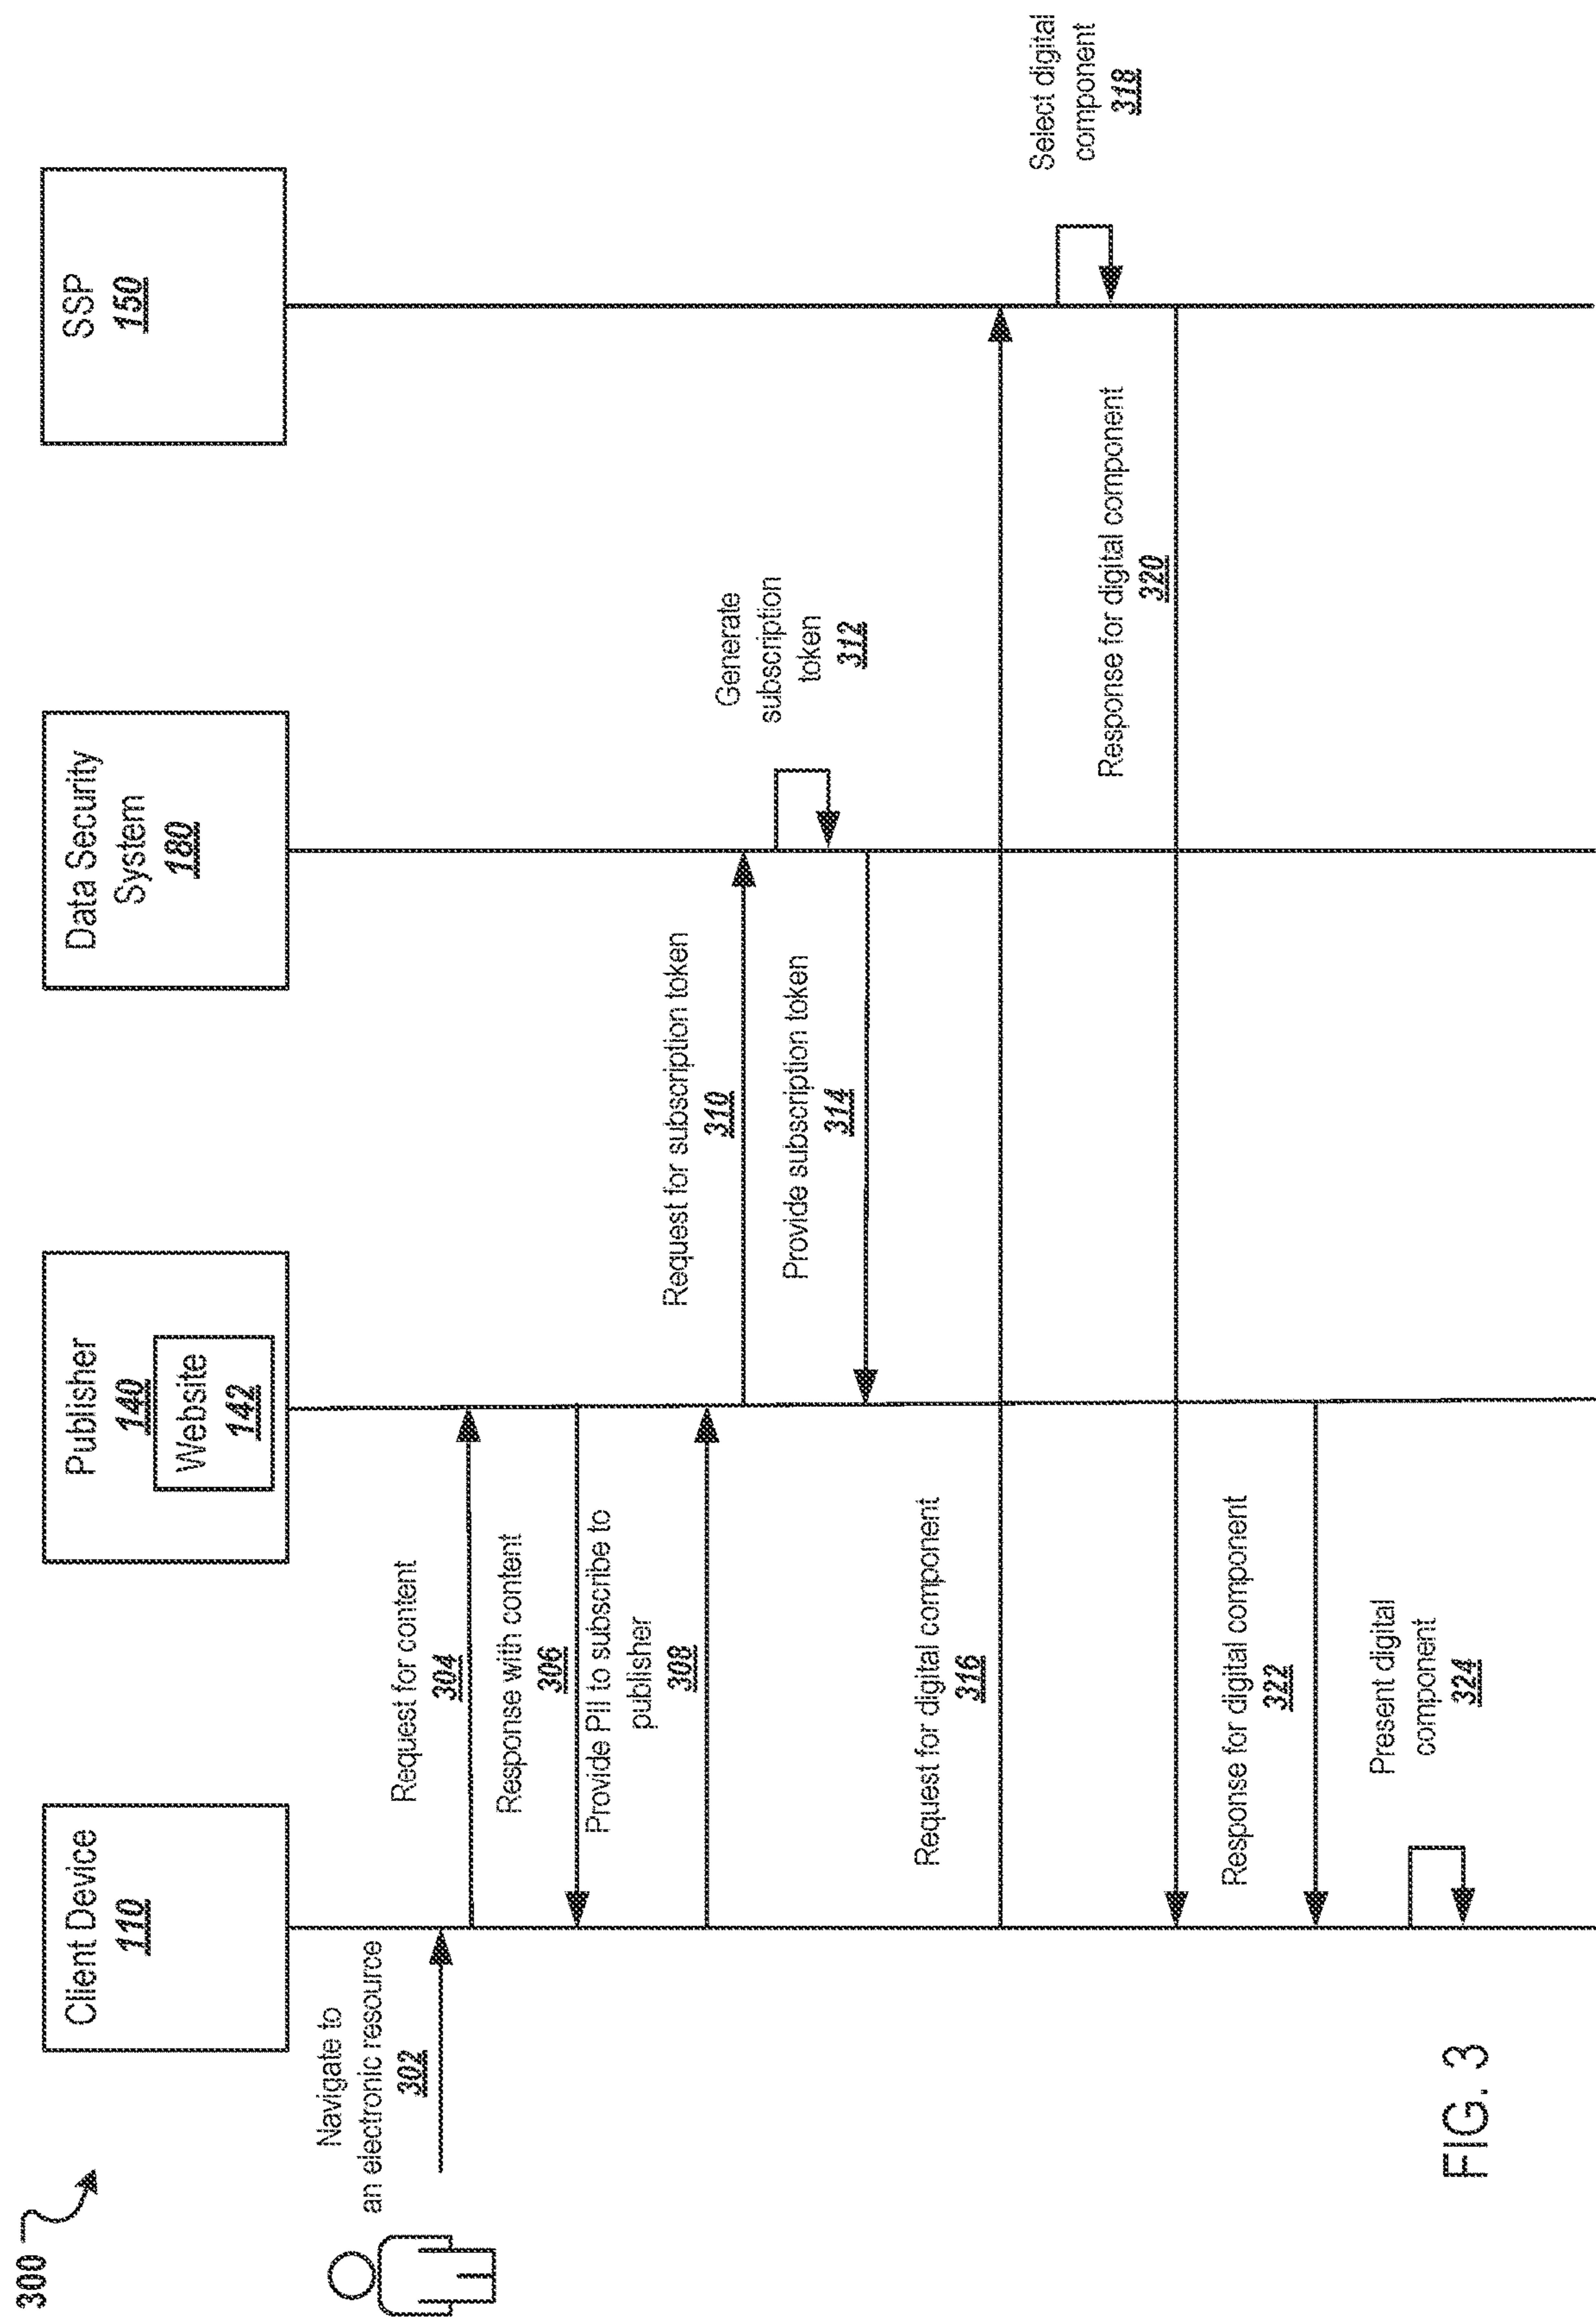 300
Client Device
110
Publisher
140
Website
142
Data Security
System
180
SSP
150
Navigate to
an electronic resource
302
Request for content
304
Response with content
306
Provide PII to subscribe to
publisher
308
Request for subscription token
310
Generate
subscription
token
312
Provide subscription token
314
Request for digital component
316
Select digital
component
318
Response for digital component
320
Response for digital component
322
Present digital
component
324
FIG. 3